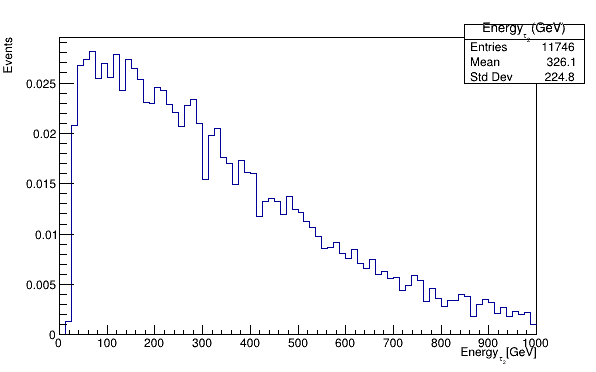 Energy_τ₂ (GeV)
Entries 11746
Mean 326.1
Std Dev 224.8
Events
0.025
0.02
0.015
0.01
0.005
0
0 100 200 300 400 500 600 700 800 900 1000
Energy_τ₂ [GeV]